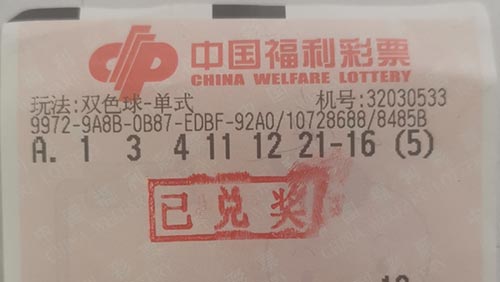 中国福利彩票
CHINA WELFARE LOTTERY
玩法:双色球-单式 机号:32030533
9972-9A8B-0B87-EDBF-92A0/10728688/8485B
A. 1 3 4 11 12 21-16 (5)
已兑奖